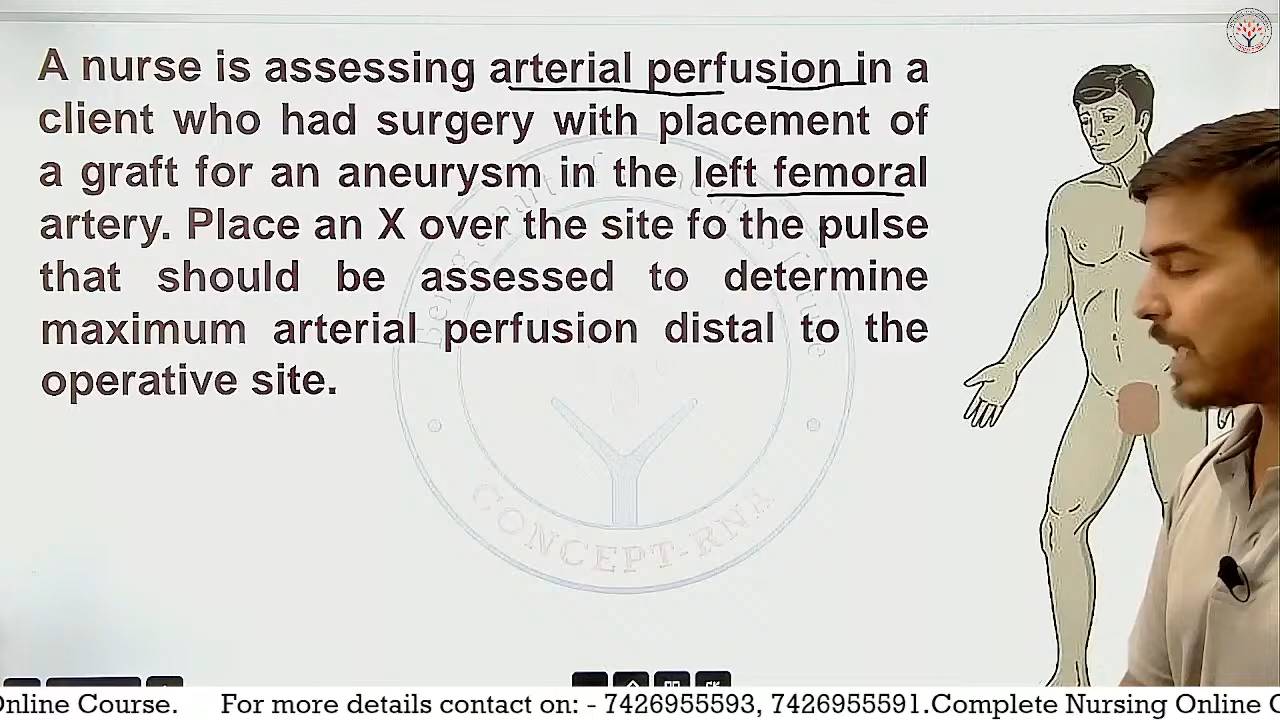 A nurse is assessing arterial perfusion in a
client who had surgery with placement of
a graft for an aneurysm in the left femoral
artery. Place an X over the site fo the pulse
that should be assessed to determine
maximum arterial perfusion distal to the
operative site.
CONCEPT-RNA
Online Course. For more details contact on: - 7426955593, 7426955591.Complete Nursing Online C